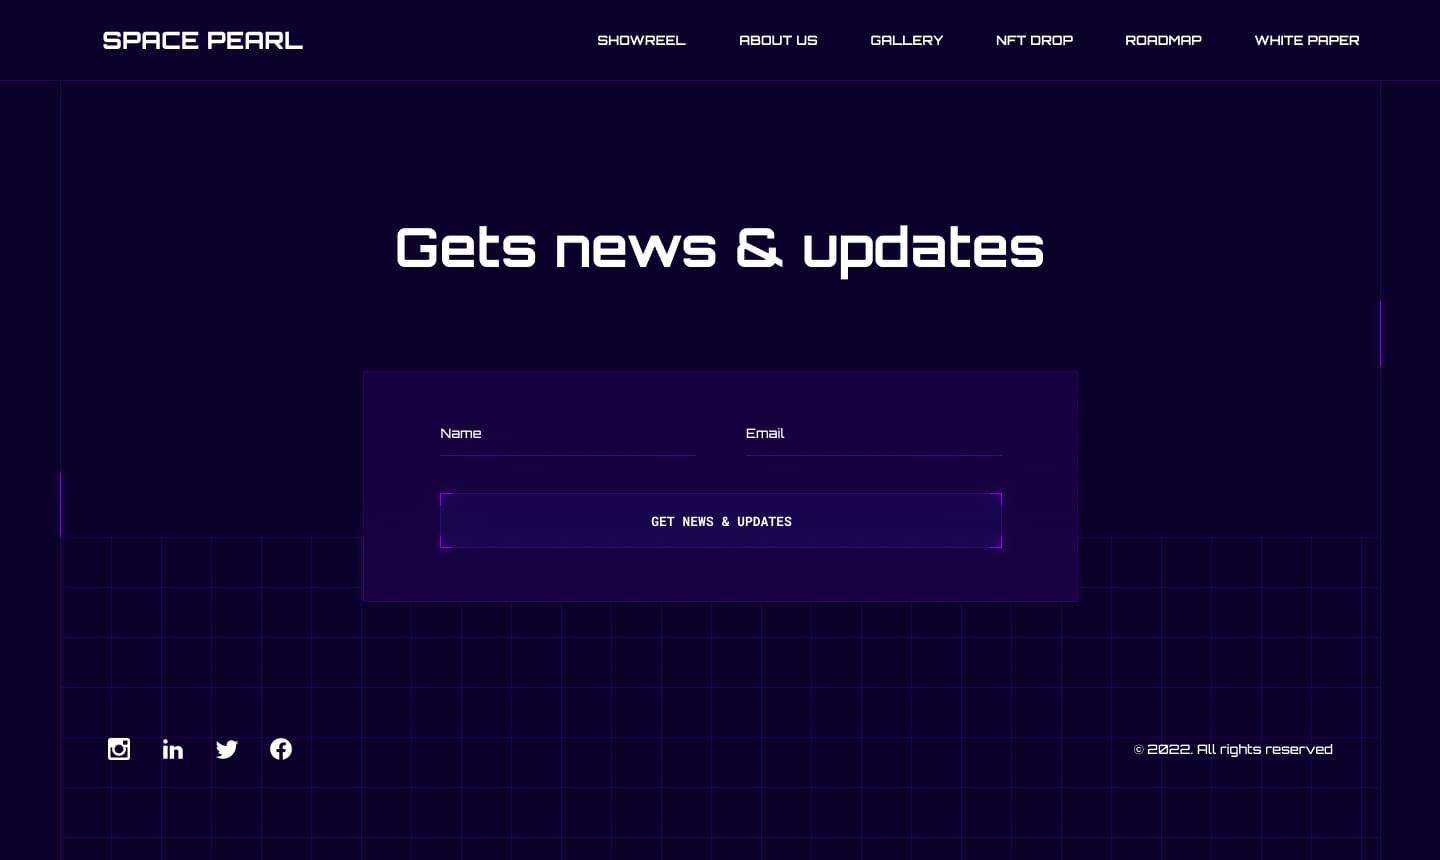 SPACE PEARL
SHOWREEL ABOUT US GALLERY NFT DROP ROADMAP WHITE PAPER
Gets news & updates
Name Email
GET NEWS & UPDATES
in
© 2022. All rights reserved